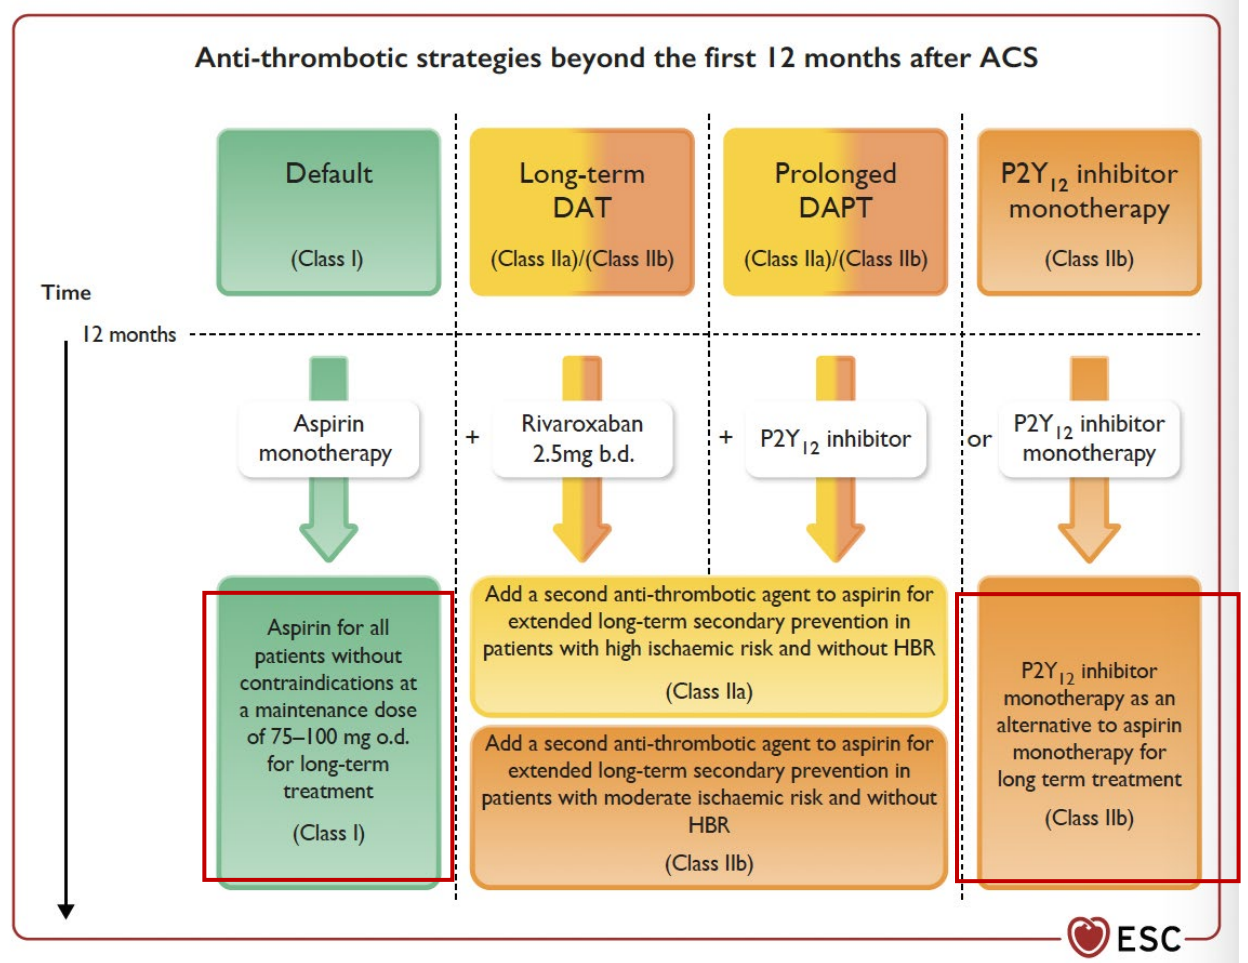 Anti-thrombotic strategies beyond the first 12 months after ACS
Default
(Class I)
Long-term
DAT
(Class IIa)/(Class IIb)
Prolonged
DAPT
(Class IIa)/(Class IIb)
P2Y12 inhibitor
monotherapy
(Class IIb)
Time
12 months
Aspirin
monotherapy
+
Rivaroxaban
2.5mg b.d.
+
P2Y12 inhibitor
or
P2Y12 inhibitor
monotherapy
Aspirin for all
patients without
contraindications at
a maintenance dose
of 75–100 mg o.d.
for long-term
treatment
(Class I)
Add a second anti-thrombotic agent to aspirin for
extended long-term secondary prevention in
patients with high ischaemic risk and without HBR
(Class IIa)
Add a second anti-thrombotic agent to aspirin for
extended long-term secondary prevention in
patients with moderate ischaemic risk and without
HBR
(Class IIb)
P2Y12 inhibitor
monotherapy as an
alternative to aspirin
monotherapy for
long term treatment
(Class IIb)
ESC